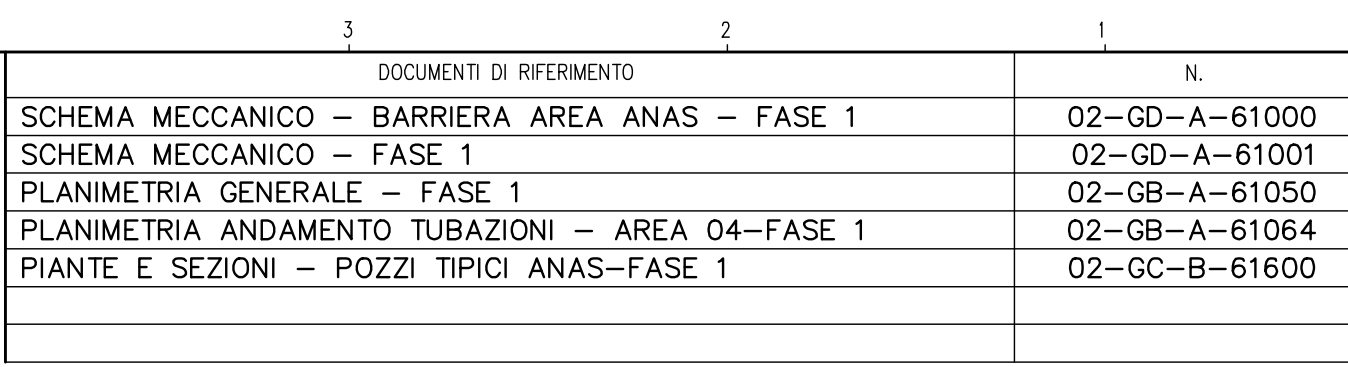 3 2 1
DOCUMENTI DI RIFERIMENTO N.
SCHEMA MECCANICO – BARRIERA AREA ANAS – FASE 1 02–GD–A–61000
SCHEMA MECCANICO – FASE 1 02–GD–A–61001
PLANIMETRIA GENERALE – FASE 1 02–GB–A–61050
PLANIMETRIA ANDAMENTO TUBAZIONI – AREA 04–FASE 1 02–GB–A–61064
PIANTE E SEZIONI – POZZI TIPICI ANAS–FASE 1 02–GC–B–61600